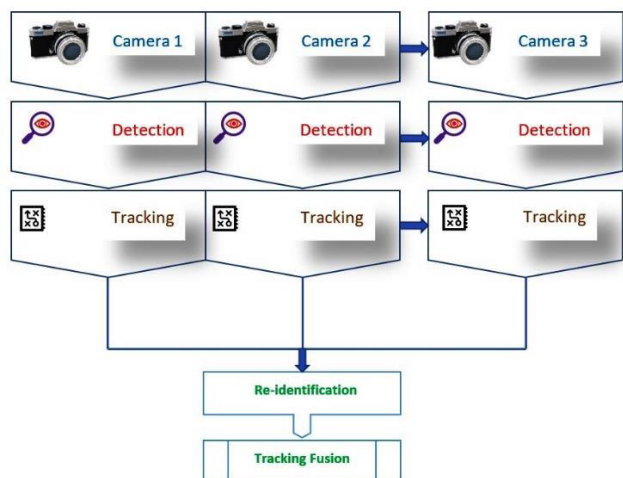 Camera 1
Camera 2
Camera 3
Detection
Detection
Detection
Tracking
Tracking
Tracking
Re-identification
Tracking Fusion